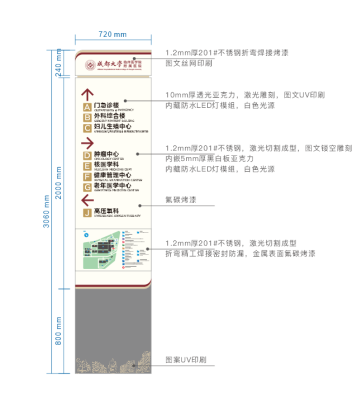 720 mm
240 mm
2000 mm
3060 mm
800 mm
1.2mm厚201#不锈钢折弯焊接烤漆
图文丝网印刷
成都大学
10mm厚透光亚克力，激光雕刻，图文UV印刷
内藏防水LED灯模组，白色光源
A 门急诊楼
B 外科综合楼
C 妇儿生殖中心
1.2mm厚201#不锈钢，激光切割成型，图文镂空雕刻
内嵌5mm厚黑白板亚克力
内藏防水LED灯模组，白色光源
D 肿瘤中心
E 核医学科
F 健康管理中心
G 老年医学中心
氟碳烤漆
J 高压氧科
1.2mm厚201#不锈钢，激光切割成型
折弯精工焊接密封防漏，金属表面氟碳烤漆
图案UV印刷